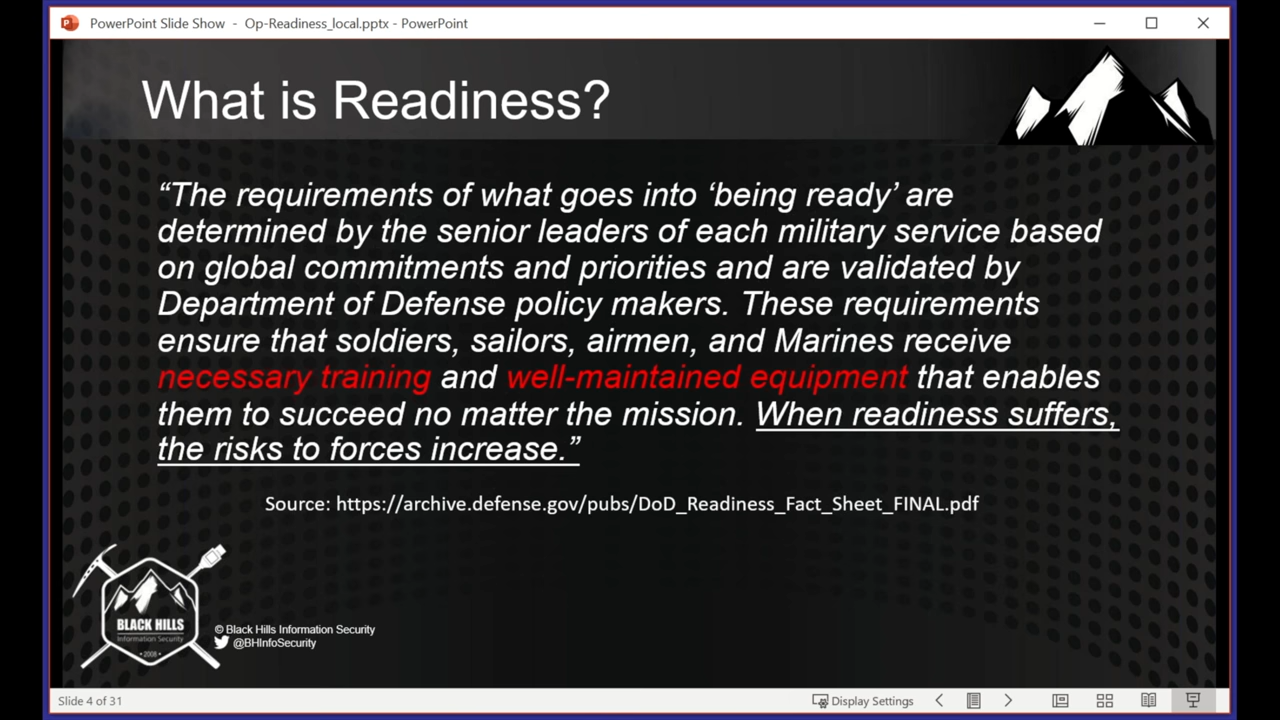 PowerPoint Slide Show - Op-Readiness_local.pptx - PowerPoint
What is Readiness?
“The requirements of what goes into ‘being ready’ are
determined by the senior leaders of each military service based
on global commitments and priorities and are validated by
Department of Defense policy makers. These requirements
ensure that soldiers, sailors, airmen, and Marines receive
necessary training and well-maintained equipment that enables
them to succeed no matter the mission. When readiness suffers,
the risks to forces increase.”
Source: https://archive.defense.gov/pubs/DoD_Readiness_Fact_Sheet_FINAL.pdf
BLACK HILLS
Information Security
• 2008 •
© Black Hills Information Security
@BHInfoSecurity
Slide 4 of 31
Display Settings